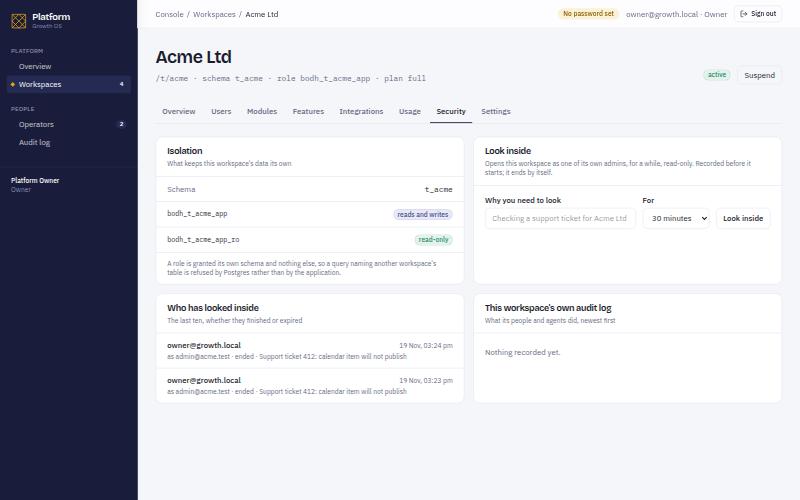 Platform
Growth OS
PLATFORM
Overview
Workspaces 4
PEOPLE
Operators 2
Audit log
Platform Owner
Owner
Console / Workspaces / Acme Ltd
No password set owner@growth.local · Owner Sign out
Acme Ltd
/t/acme · schema t_acme · role bodh_t_acme_app · plan full
active Suspend
Overview Users Modules Features Integrations Usage Security Settings
Isolation
What keeps this workspace's data its own
Schema t_acme
bodh_t_acme_app reads and writes
bodh_t_acme_app_ro read-only
A role is granted its own schema and nothing else, so a query naming another workspace's
table is refused by Postgres rather than by the application.
Look inside
Opens this workspace as one of its own admins, for a while, read-only. Recorded before it
starts; it ends by itself.
Why you need to look For
Checking a support ticket for Acme Ltd 30 minutes Look inside
Who has looked inside
The last ten, whether they finished or expired
owner@growth.local 19 Nov, 03:24 pm
as admin@acme.test · ended · Support ticket 412: calendar item will not publish
owner@growth.local 19 Nov, 03:23 pm
as admin@acme.test · ended · Support ticket 412: calendar item will not publish
This workspace's own audit log
What its people and agents did, newest first
Nothing recorded yet.